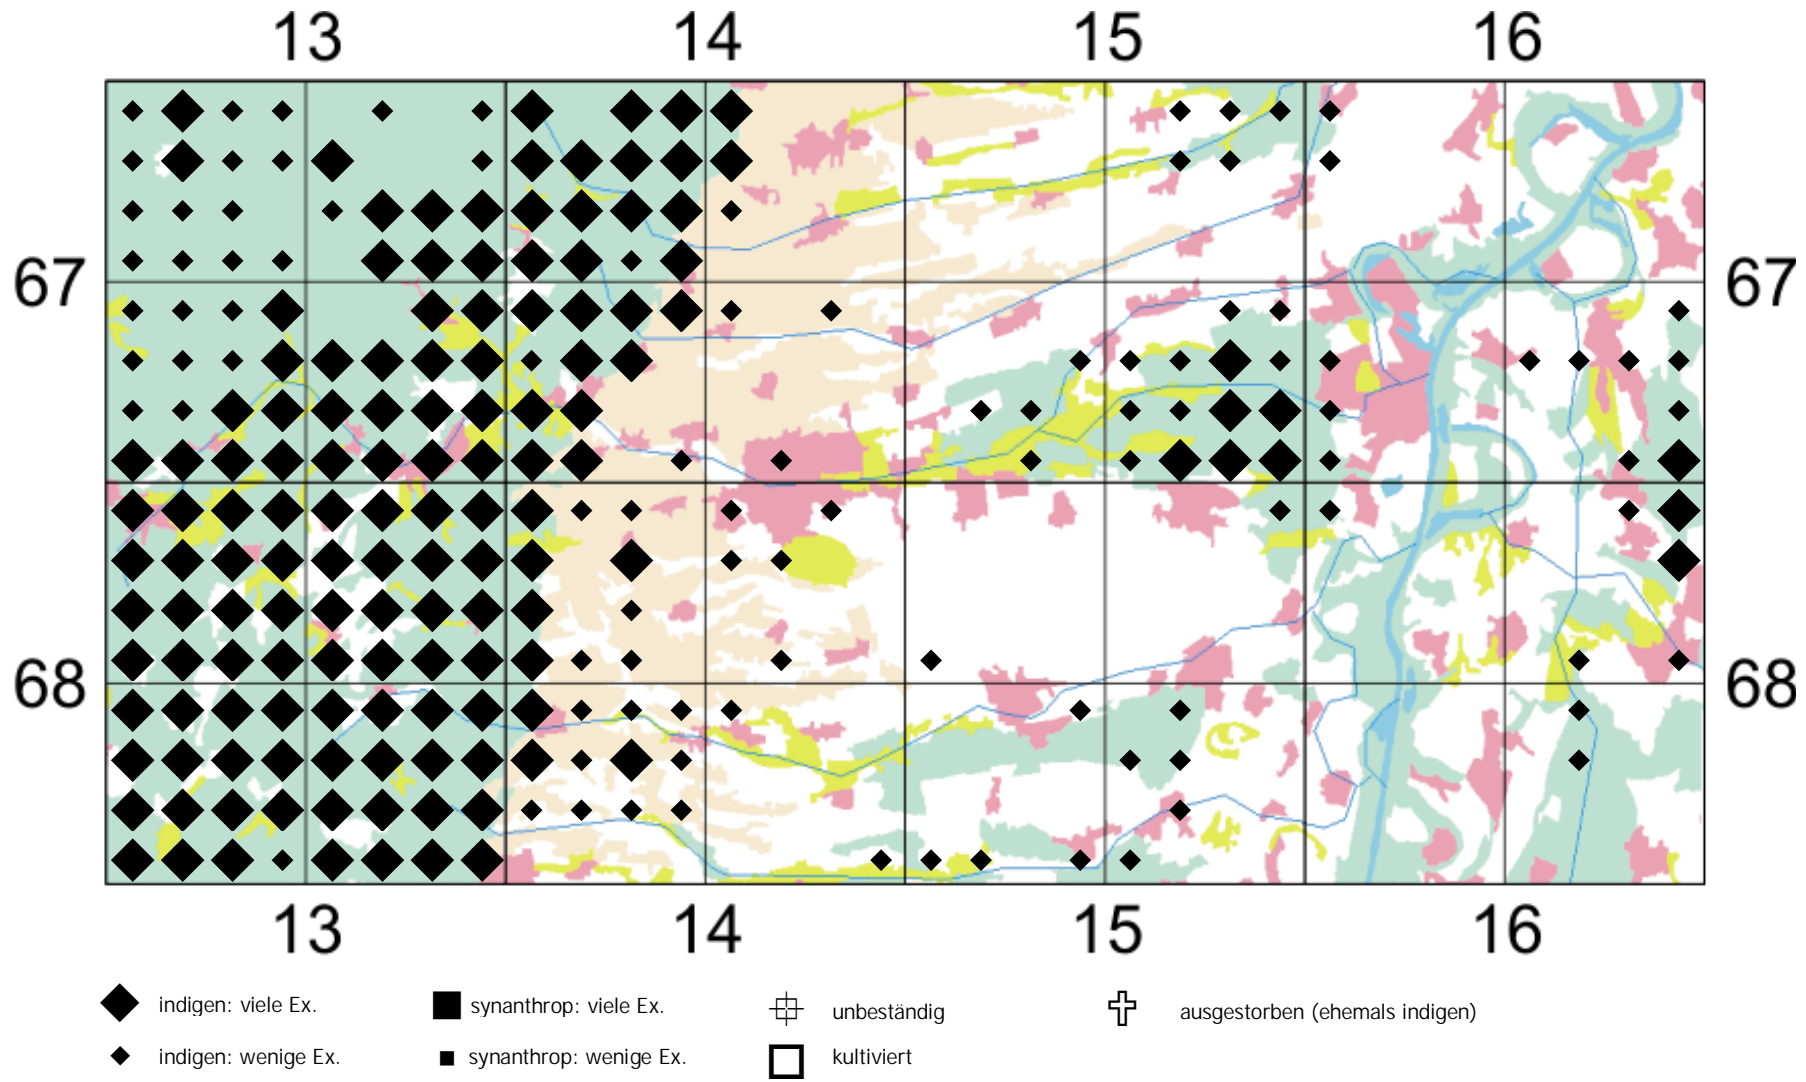 13 14 15 16
67 67
68 68
13 14 15 16
indigen: viele Ex. synanthrop: viele Ex. unbeständig ausgestorben (ehemals indigen)
indigen: wenige Ex. synanthrop: wenige Ex. kultiviert